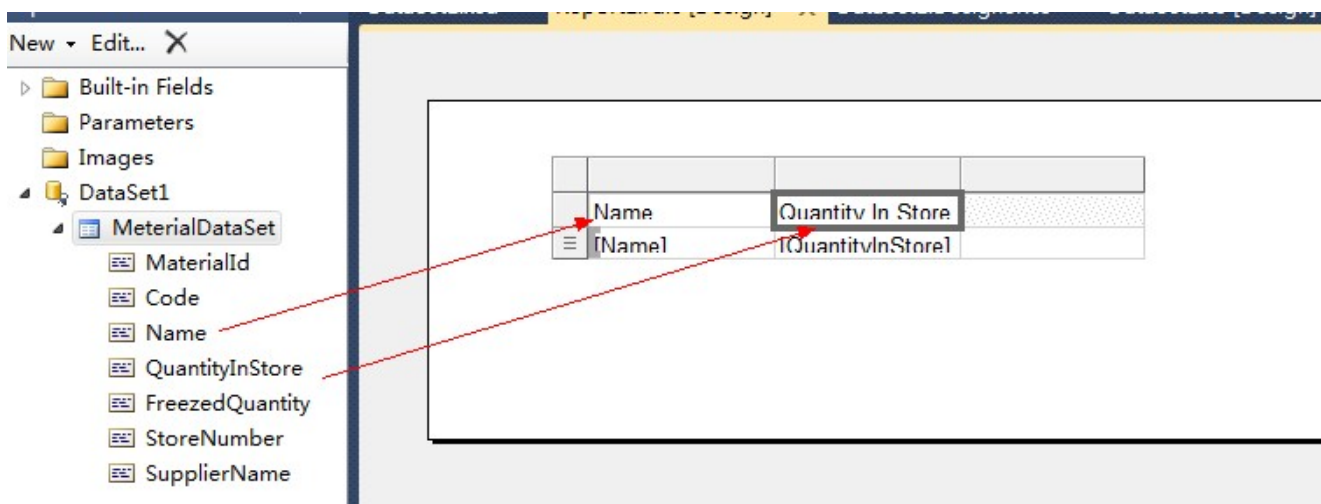 New Edit...
Built-in Fields
Parameters
Images
DataSet1
MeterialDataSet
MaterialId
Code
Name
QuantityInStore
FreezedQuantity
StoreNumber
SupplierName
Name Quantity In Store
[Name] [QuantityInStore]